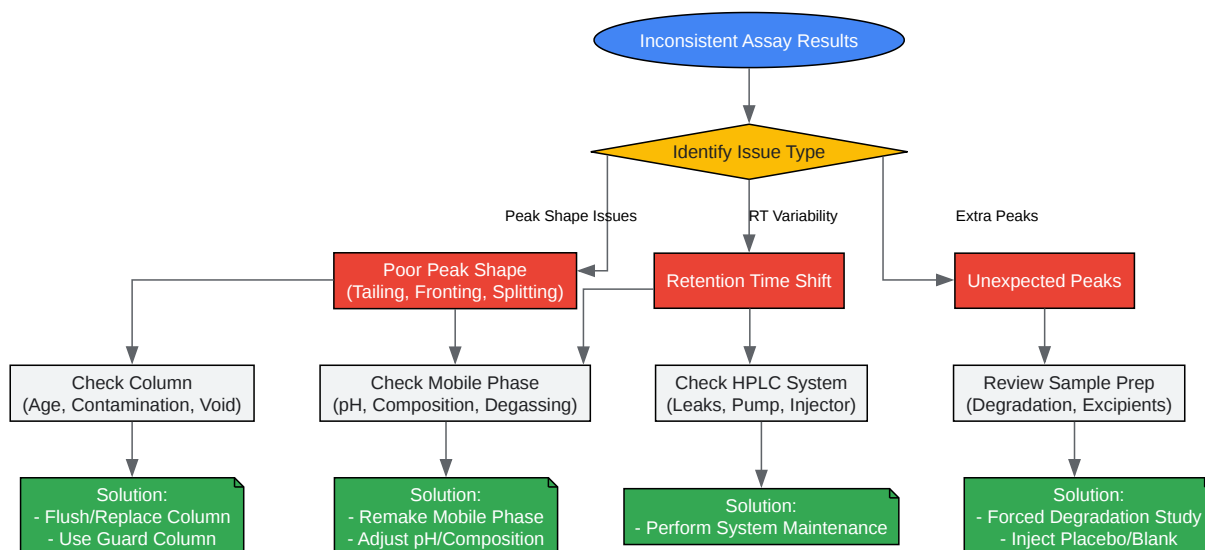 Inconsistent Assay Results
Identify Issue Type
Peak Shape Issues
RT Variability
Extra Peaks
Poor Peak Shape
(Tailing, Fronting, Splitting)
Retention Time Shift
Unexpected Peaks
Check Column
(Age, Contamination, Void)
Check Mobile Phase
(pH, Composition, Degassing)
Check HPLC System
(Leaks, Pump, Injector)
Review Sample Prep
(Degradation, Excipients)
Solution:
- Flush/Replace Column
- Use Guard Column
Solution:
- Remake Mobile Phase
- Adjust pH/Composition
Solution:
- Perform System Maintenance
Solution:
- Forced Degradation Study
- Inject Placebo/Blank